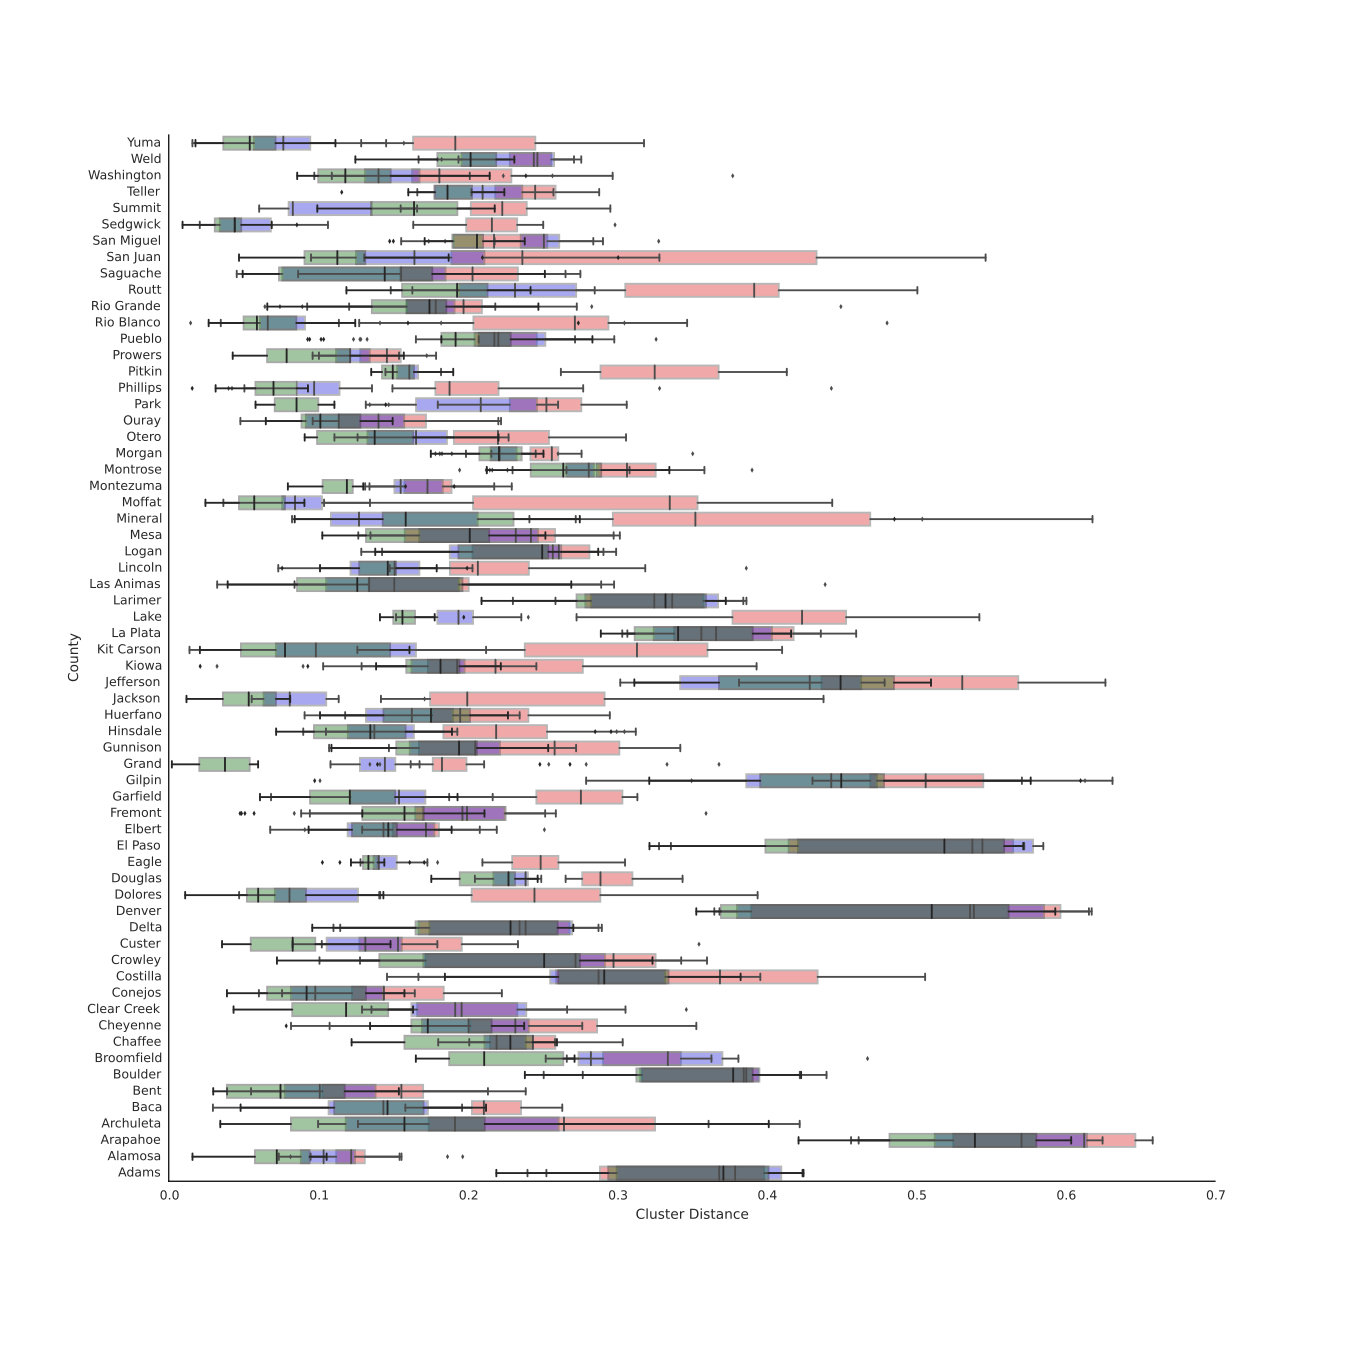 Yuma
Weld
Washington
Teller
Summit
Sedgwick
San Miguel
San Juan
Saguache
Routt
Rio Grande
Rio Blanco
Pueblo
Prowers
Pitkin
Phillips
Park
Ouray
Otero
Morgan
Montrose
Montezuma
Moffat
Mineral
Mesa
Logan
Lincoln
Las Animas
Larimer
Lake
La Plata
Kit Carson
Kiowa
Jefferson
Jackson
Huerfano
Hinsdale
Gunnison
Grand
Gilpin
Garfield
Fremont
Elbert
El Paso
Eagle
Douglas
Dolores
Denver
Delta
Custer
Crowley
Costilla
Conejos
Clear Creek
Cheyenne
Chaffee
Broomfield
Boulder
Bent
Baca
Archuleta
Arapahoe
Alamosa
Adams
County
0.0 0.1 0.2 0.3 0.4 0.5 0.6 0.7
Cluster Distance